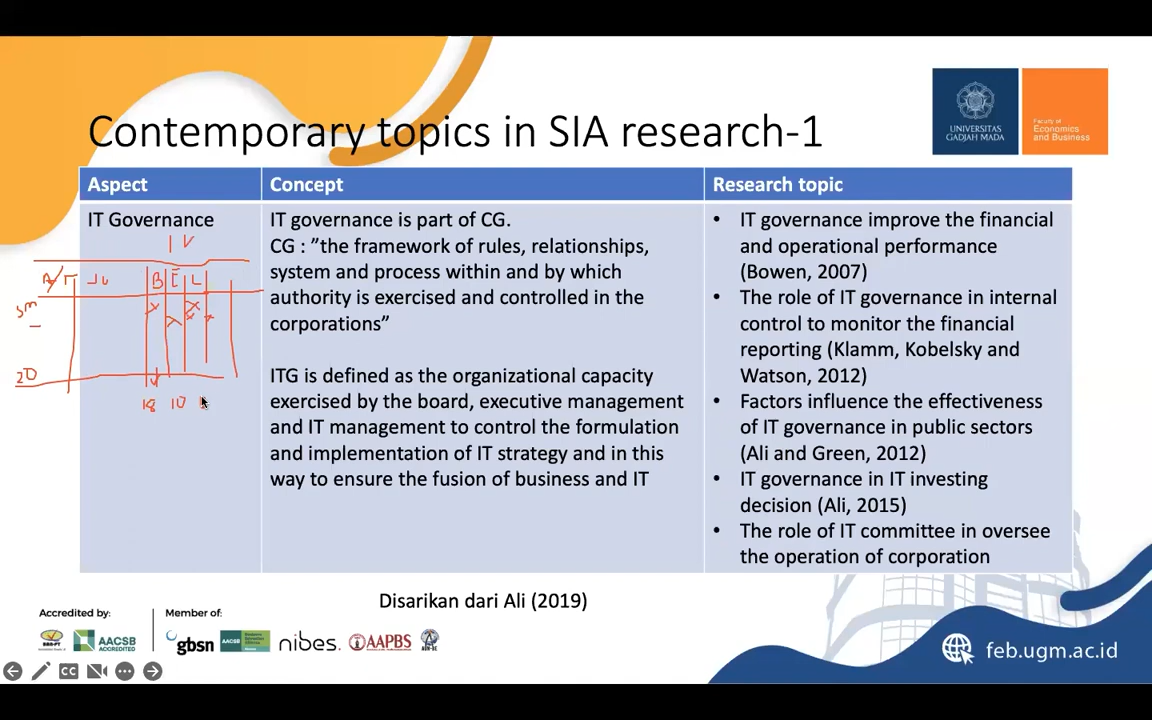 Contemporary topics in SIA research-1
UNIVERSITAS
GADJAH MADA
Faculty of
Economics
and Business
Aspect
Concept
Research topic
IT Governance
IV
A/T
B E L
20
18 10
IT governance is part of CG.
CG : ”the framework of rules, relationships,
system and process within and by which
authority is exercised and controlled in the
corporations”
ITG is defined as the organizational capacity
exercised by the board, executive management
and IT management to control the formulation
and implementation of IT strategy and in this
way to ensure the fusion of business and IT
• IT governance improve the financial
and operational performance
(Bowen, 2007)
• The role of IT governance in internal
control to monitor the financial
reporting (Klamm, Kobelsky and
Watson, 2012)
• Factors influence the effectiveness
of IT governance in public sectors
(Ali and Green, 2012)
• IT governance in IT investing
decision (Ali, 2015)
• The role of IT committee in oversee
the operation of corporation
Disarikan dari Ali (2019)
Accredited by:
AACSB
ACCREDITED
Member of:
gbsn
AACSB
nibes.
AAPBS
feb.ugm.ac.id
CC